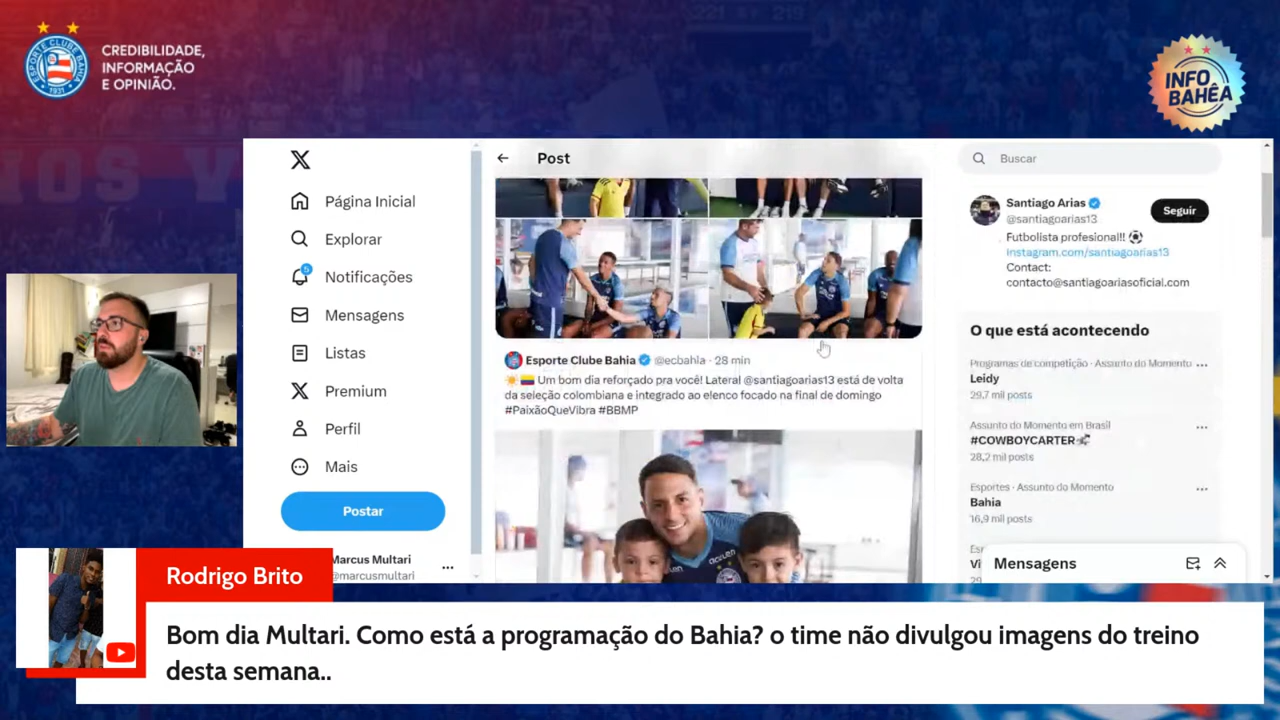 ESPORTE CLUBE BAHIA
1931
CREDIBILIDADE,
INFORMAÇÃO
E OPINIÃO.
INFO
BAHÊA
Página Inicial
Explorar
5
Notificações
Mensagens
Listas
Premium
Perfil
Mais
Postar
Marcus Multari
@marcusmultari
Post
Esporte Clube Bahia @ecbahia · 28 min
Um bom dia reforçado pra você! Lateral @santiagoarias13 está de volta
da seleção colombiana e integrado ao elenco focado na final de domingo
#PaixãoQueVibra #BBMP
Buscar
Santiago Arias
@santiagoarias13
Seguir
Futbolista profesional!!
Instagram.com/santiagoarias13
Contact:
contacto@santiagoariasoficial.com
O que está acontecendo
Programas de competição · Assunto do Momento
Leidy
29,7 mil posts
Assunto do Momento em Brasil
#COWBOYCARTER
28,2 mil posts
Esportes · Assunto do Momento
Bahia
16,9 mil posts
Mensagens
Rodrigo Brito
Bom dia Multari. Como está a programação do Bahia? o time não divulgou imagens do treino
desta semana..